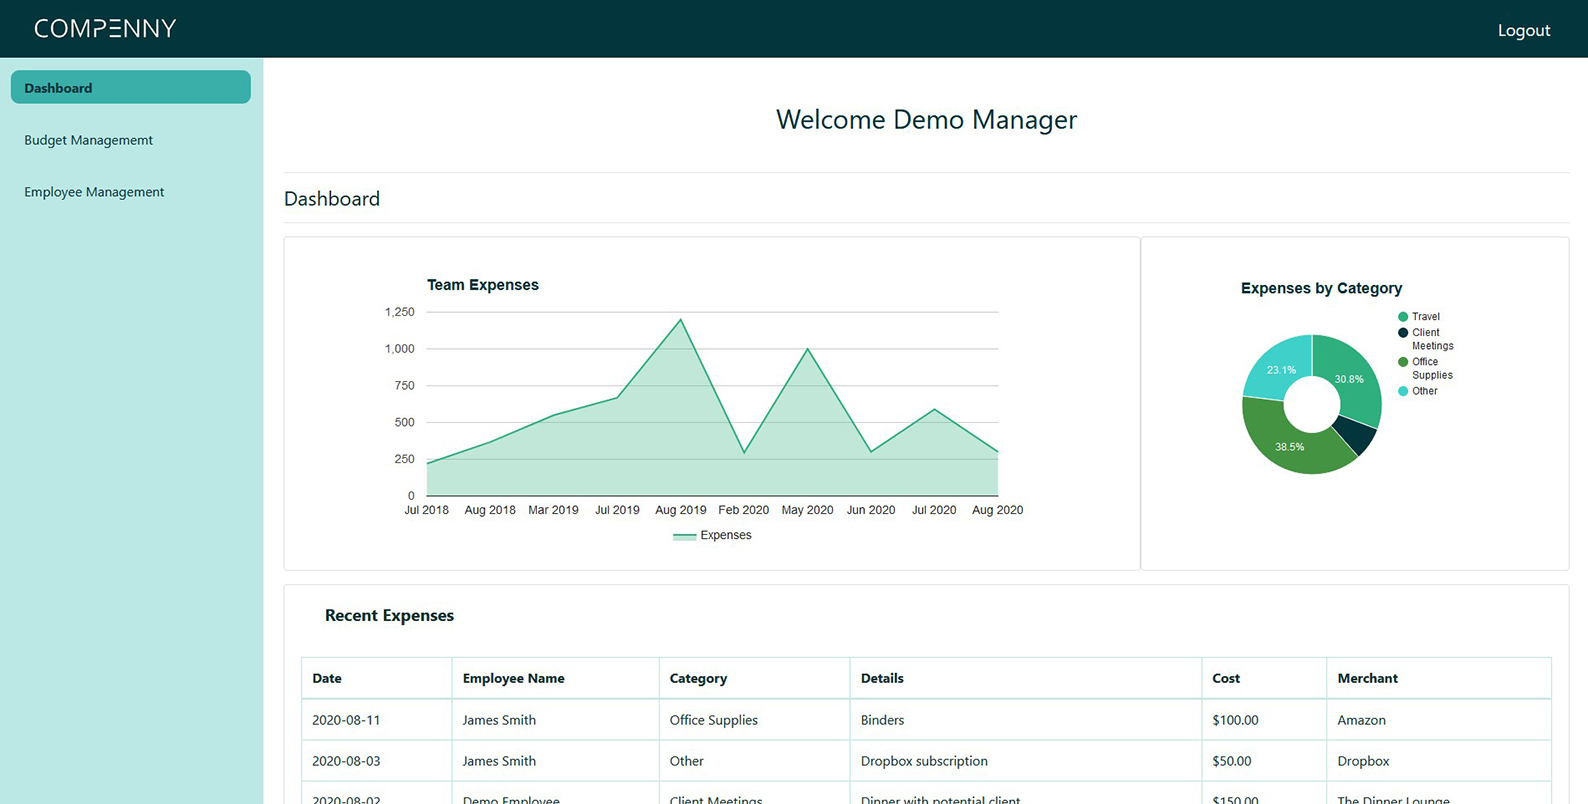 COMPENNY
Logout
Dashboard
Budget Managememt
Employee Management
Welcome Demo Manager
Dashboard
Team Expenses
1,250
1,000
750
500
250
0
Jul 2018 Aug 2018 Mar 2019 Jul 2019 Aug 2019 Feb 2020 May 2020 Jun 2020 Jul 2020 Aug 2020
Expenses
Expenses by Category
Travel
Client
Meetings
Office
Supplies
Other
23.1%
30.8%
38.5%
Recent Expenses
Date Employee Name Category Details Cost Merchant
2020-08-11 James Smith Office Supplies Binders $100.00 Amazon
2020-08-03 James Smith Other Dropbox subscription $50.00 Dropbox
2020-08-02 Demo Employee Client Meetings Dinner with potential client $150.00 The Dinner Lounge